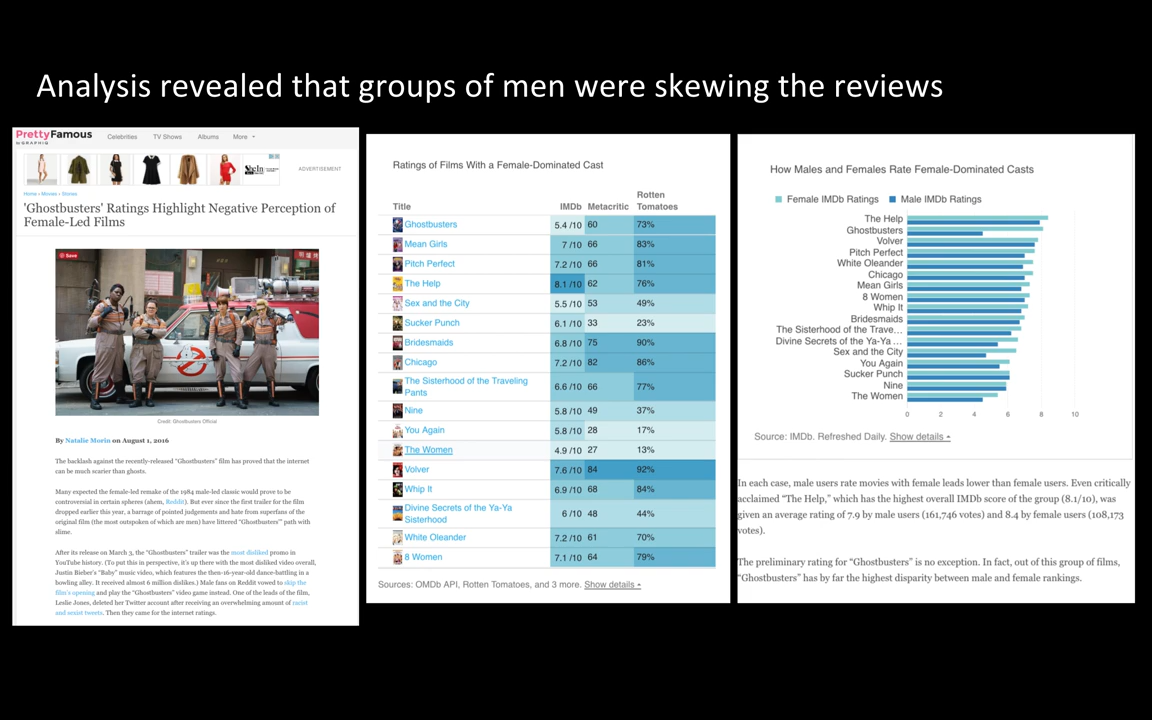 Analysis revealed that groups of men were skewing the reviews
PrettyFamous
by GRAPHIQ
Celebrities TV Shows Albums More
ADVERTISEMENT
Home › Movies › Stories
'Ghostbusters' Ratings Highlight Negative Perception of
Female-Led Films
Save
Credit: Ghostbusters Official
By Natalie Morin on August 1, 2016
The backlash against the recently-released "Ghostbusters" film has proved that the internet
can be much scarier than ghosts.
Many expected the female-led remake of the 1984 male-led classic would prove to be
controversial in certain spheres (ahem, Reddit). But ever since the first trailer for the film
dropped earlier this year, a barrage of pointed judgements and hate from superfans of the
original film (the most outspoken of which are men) have littered "Ghostbusters'" path with
slime.
After its release on March 3, the "Ghostbusters" trailer was the most disliked promo in
YouTube history. (To put this in perspective, it's up there with the most disliked video overall,
Justin Bieber's "Baby" music video, which features the then-16-year-old dance-battling in a
bowling alley. It received almost 6 million dislikes.) Male fans on Reddit vowed to skip the
film's opening and play the "Ghostbusters" video game instead. One of the leads of the film,
Leslie Jones, deleted her Twitter account after receiving an overwhelming amount of racist
and sexist tweets. Then they came for the internet ratings.
Ratings of Films With a Female-Dominated Cast
Title IMDb Metacritic Rotten Tomatoes
Ghostbusters 5.4 /10 60 73%
Mean Girls 7 /10 66 83%
Pitch Perfect 7.2 /10 66 81%
The Help 8.1 /10 62 76%
Sex and the City 5.5 /10 53 49%
Sucker Punch 6.1 /10 33 23%
Bridesmaids 6.8 /10 75 90%
Chicago 7.2 /10 82 86%
The Sisterhood of the Traveling
Pants 6.6 /10 66 77%
Nine 5.8 /10 49 37%
You Again 5.8 /10 28 17%
The Women 4.9 /10 27 13%
Volver 7.6 /10 84 92%
Whip It 6.9 /10 68 84%
Divine Secrets of the Ya-Ya
Sisterhood 6 /10 48 44%
White Oleander 7.2 /10 61 70%
8 Women 7.1 /10 64 79%
Sources: OMDb API, Rotten Tomatoes, and 3 more. Show details
How Males and Females Rate Female-Dominated Casts
Female IMDb Ratings Male IMDb Ratings
The Help
Ghostbusters
Volver
Pitch Perfect
White Oleander
Chicago
Mean Girls
8 Women
Whip It
Bridesmaids
The Sisterhood of the Trave...
Divine Secrets of the Ya-Ya ...
Sex and the City
You Again
Sucker Punch
Nine
The Women
0 2 4 6 8 10
Source: IMDb. Refreshed Daily. Show details
In each case, male users rate movies with female leads lower than female users. Even critically
acclaimed "The Help," which has the highest overall IMDb score of the group (8.1/10), was
given an average rating of 7.9 by male users (161,746 votes) and 8.4 by female users (108,173
votes).
The preliminary rating for "Ghostbusters" is no exception. In fact, out of this group of films,
"Ghostbusters" has by far the highest disparity between male and female rankings.